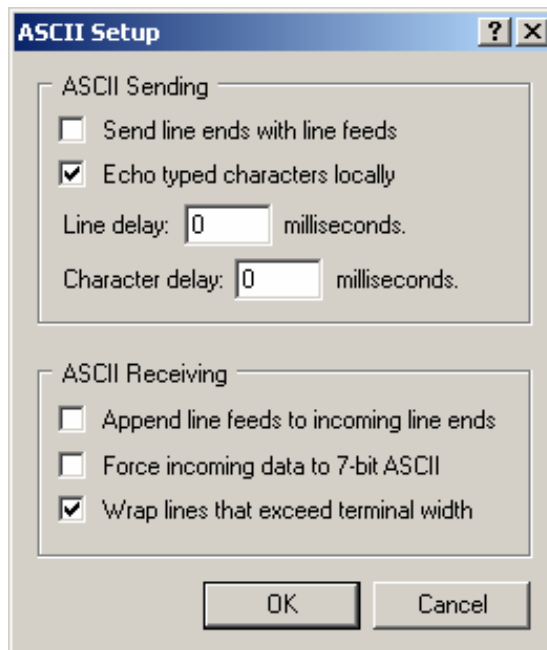 ASCII Setup
ASCII Sending
Send line ends with line feeds
Echo typed characters locally
Line delay: 0 milliseconds.
Character delay: 0 milliseconds.
ASCII Receiving
Append line feeds to incoming line ends
Force incoming data to 7-bit ASCII
Wrap lines that exceed terminal width
OK Cancel